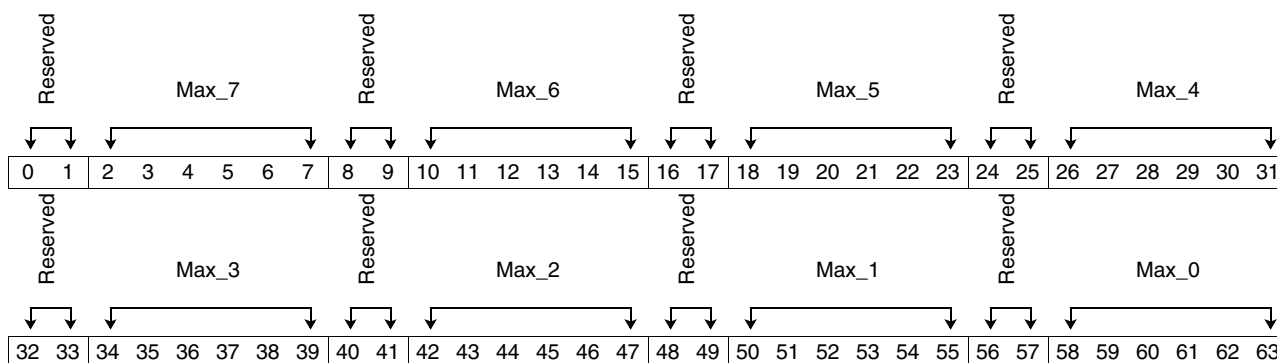 Reserved Max_7 Reserved Max_6 Reserved Max_5 Reserved Max_4
0 1 2 3 4 5 6 7 8 9 10 11 12 13 14 15 16 17 18 19 20 21 22 23 24 25 26 27 28 29 30 31
Reserved Max_3 Reserved Max_2 Reserved Max_1 Reserved Max_0
32 33 34 35 36 37 38 39 40 41 42 43 44 45 46 47 48 49 50 51 52 53 54 55 56 57 58 59 60 61 62 63